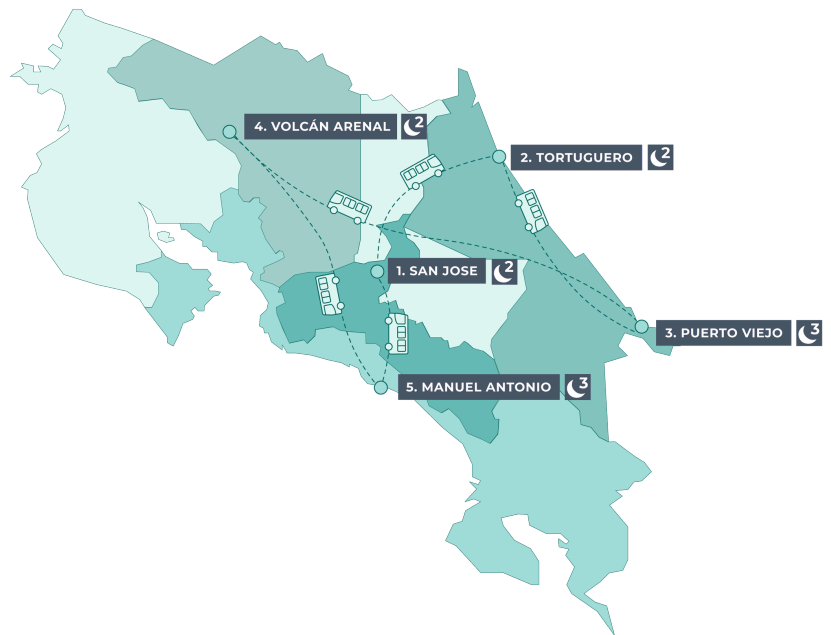 4. VOLCÁN ARENAL 2
2. TORTUGUERO 2
1. SAN JOSE 2
3. PUERTO VIEJO 3
5. MANUEL ANTONIO 3